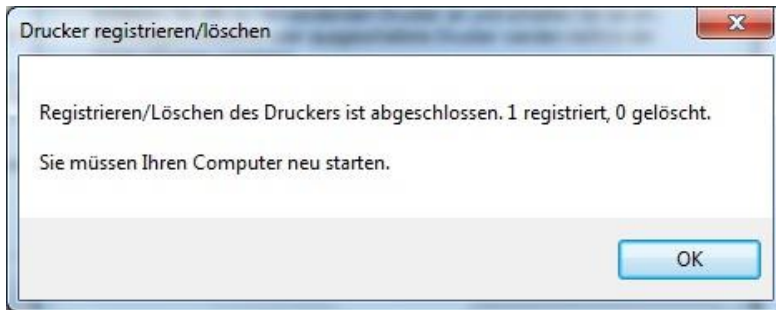 Drucker registrieren/löschen
Registrieren/Löschen des Druckers ist abgeschlossen. 1 registriert, 0 gelöscht.
Sie müssen Ihren Computer neu starten.
OK